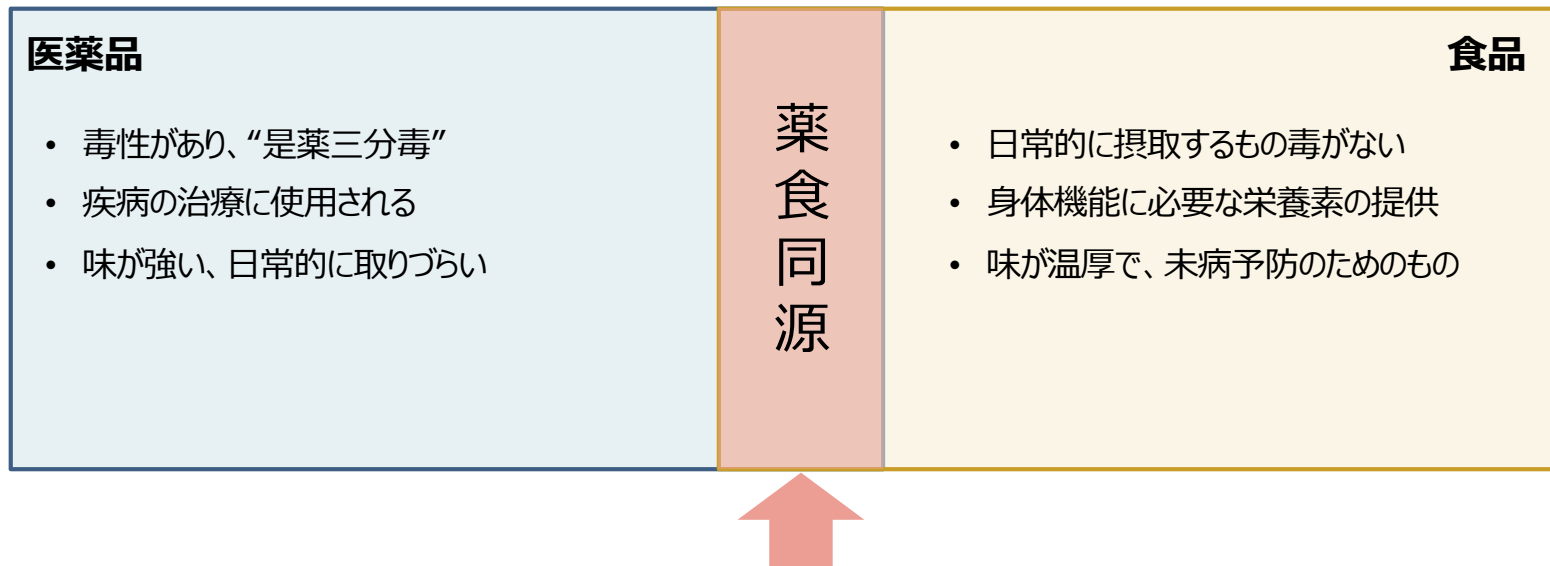 医薬品
• 毒性があり、“是薬三分毒”
• 疾病の治療に使用される
• 味が強い、日常的に取りづらい
薬食同源
食品
• 日常的に摂取するもの毒がない
• 身体機能に必要な栄養素の提供
• 味が温厚で、未病予防のためのもの